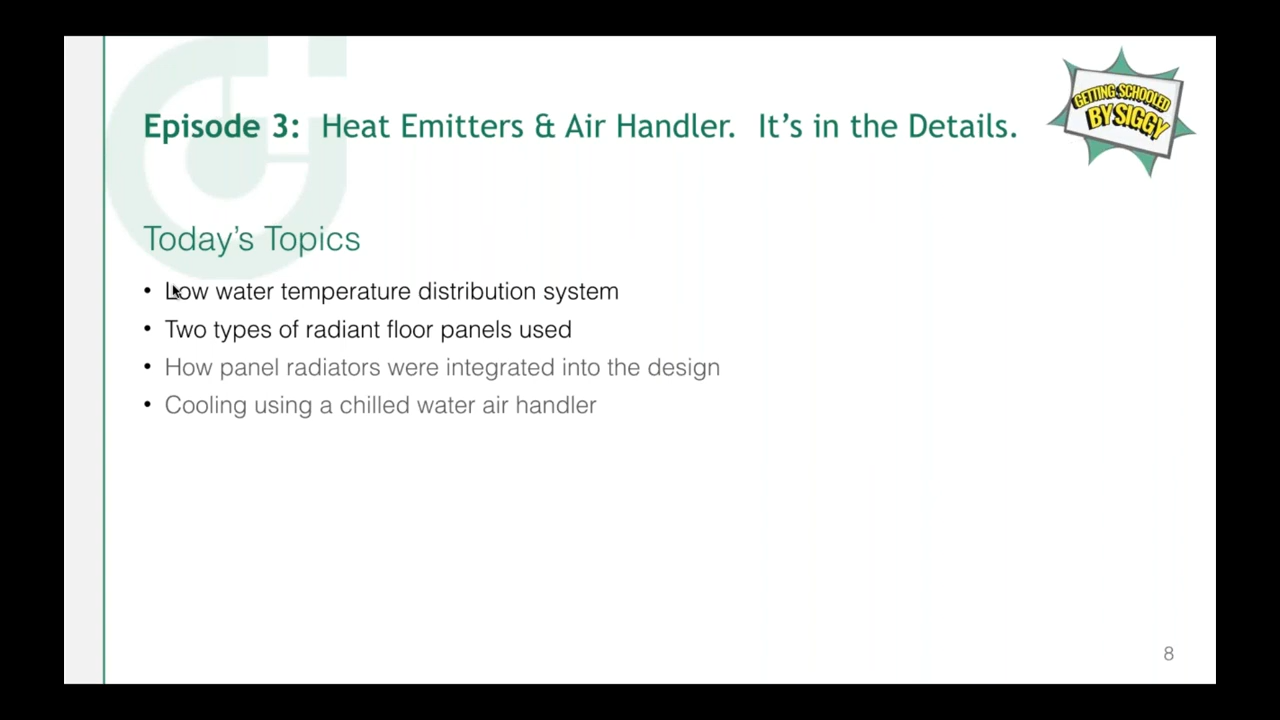 GETTING SCHOOLED
BY SIGGY
Episode 3: Heat Emitters & Air Handler. It’s in the Details.
Today’s Topics
• Low water temperature distribution system
• Two types of radiant floor panels used
• How panel radiators were integrated into the design
• Cooling using a chilled water air handler
8